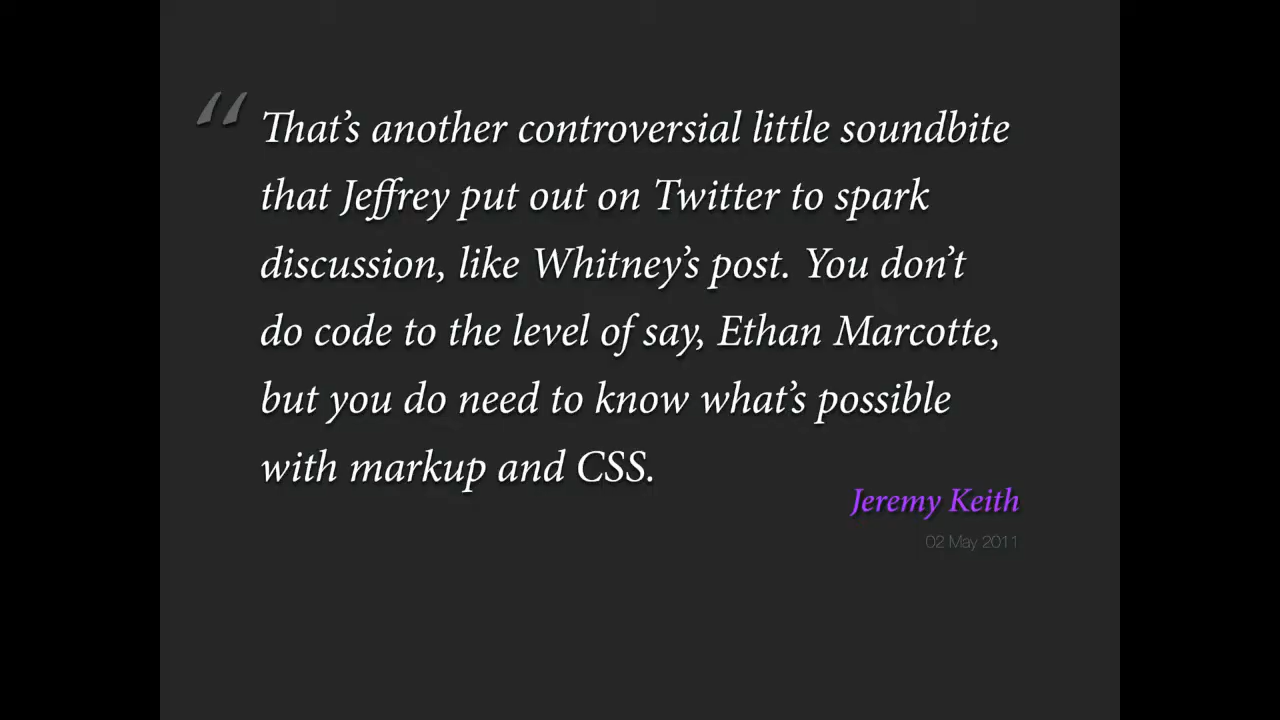 “ That’s another controversial little soundbite
that Jeffrey put out on Twitter to spark
discussion, like Whitney’s post. You don’t
do code to the level of say, Ethan Marcotte,
but you do need to know what’s possible
with markup and CSS.
Jeremy Keith
02 May 2011